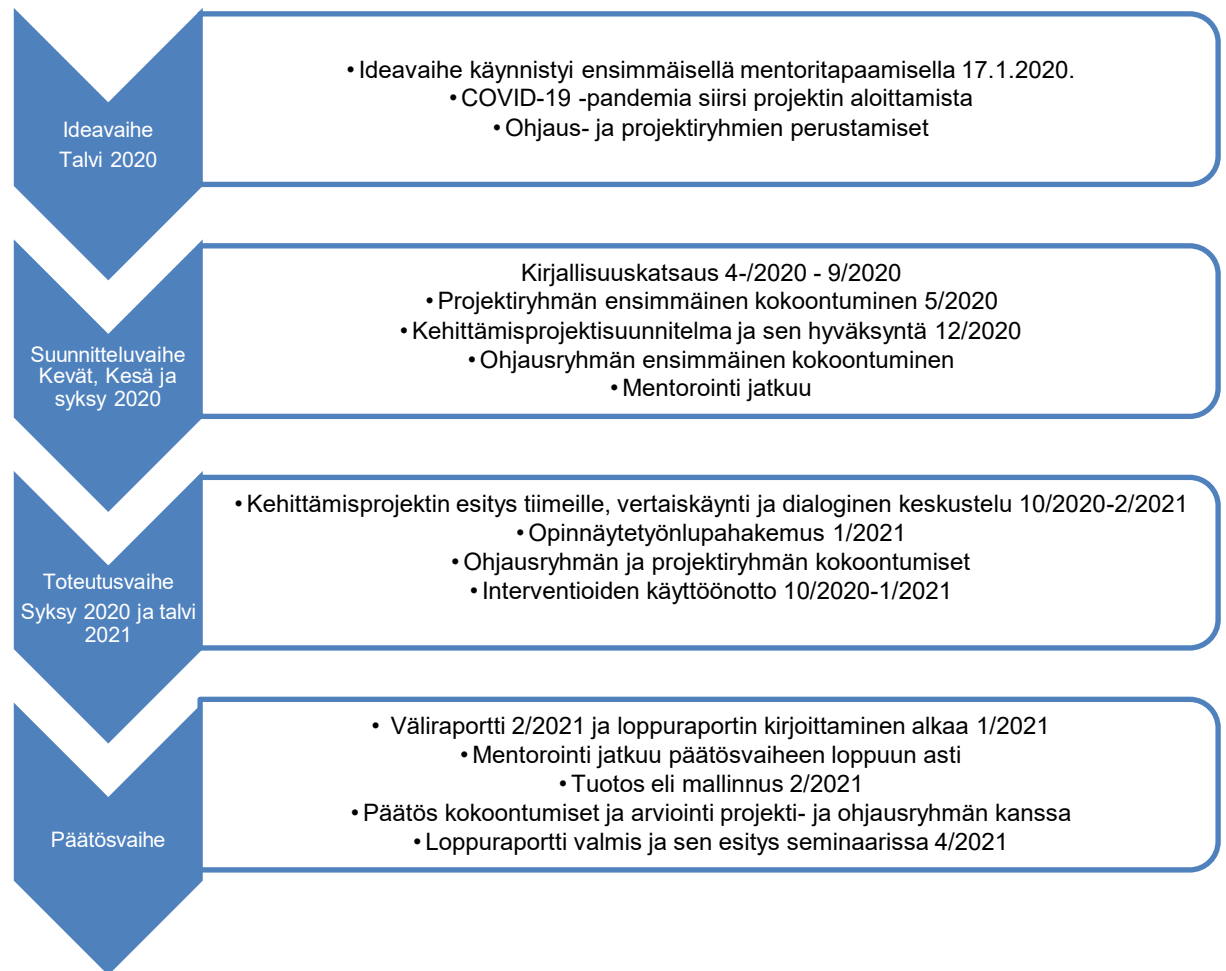 Ideavaihe
Talvi 2020
• Ideavaihe käynnistyi ensimmäisellä mentoritapaamisella 17.1.2020.
• COVID-19 -pandemia siirsi projektin aloittamista
• Ohjaus- ja projektiryhmien perustamiset
Suunnitteluvaihe
Kevät, Kesä ja
syksy 2020
Kirjallisuuskatsaus 4-/2020 - 9/2020
• Projektiryhmän ensimmäinen kokoontuminen 5/2020
• Kehittämisprojektisuunnitelma ja sen hyväksyntä 12/2020
• Ohjausryhmän ensimmäinen kokoontuminen
• Mentorointi jatkuu
Toteutusvaihe
Syksy 2020 ja talvi
2021
• Kehittämisprojektin esitys tiimeille, vertaiskäynti ja dialoginen keskustelu 10/2020-2/2021
• Opinnäytetyönlupahakemus 1/2021
• Ohjausryhmän ja projektiryhmän kokoontumiset
• Interventioiden käyttöönotto 10/2020-1/2021
Päätösvaihe
• Väliraportti 2/2021 ja loppuraportin kirjoittaminen alkaa 1/2021
• Mentorointi jatkuu päätösvaiheen loppuun asti
• Tuotos eli mallinnus 2/2021
• Päätös kokoontumiset ja arviointi projekti- ja ohjausryhmän kanssa
• Loppuraportti valmis ja sen esitys seminaarissa 4/2021